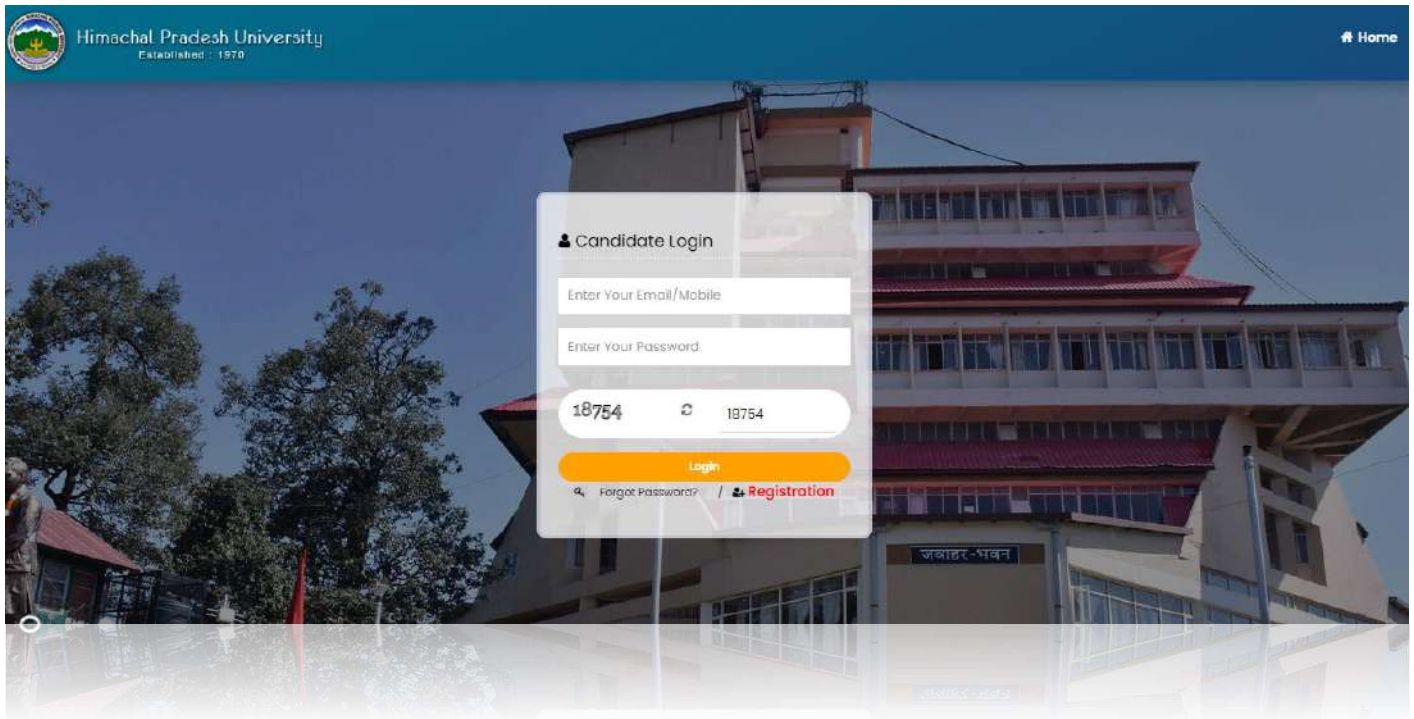 Himachal Pradesh University
Established : 1970
Home
Candidate Login
Enter Your Email/Mobile
Enter Your Password
18754
18754
Login
Forgot Password? / Registration
जवाहर-भवन